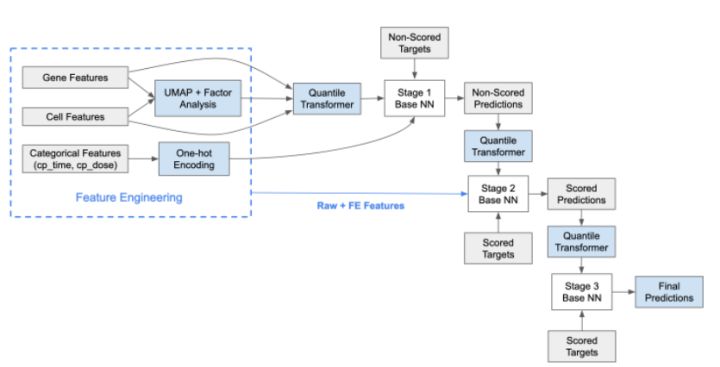 Non-Scored
Targets
Gene Features
UMAP + Factor
Analysis
Quantile
Transformer
Stage 1
Base NN
Non-Scored
Predictions
Cell Features
Categorical Features
(cp_time, cp_dose)
One-hot
Encoding
Quantile
Transformer
Feature Engineering
Raw + FE Features
Stage 2
Base NN
Scored
Predictions
Scored
Targets
Quantile
Transformer
Stage 3
Base NN
Final
Predictions
Scored
Targets